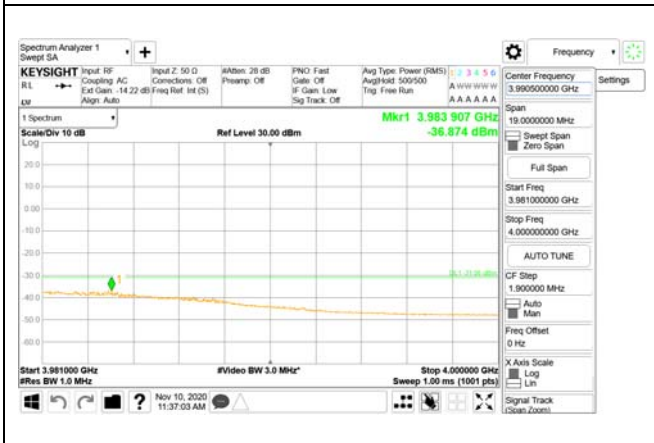 Spectrum Analyzer 1
Swept SA
Frequency
KEYSIGHT
Input: RF
Input Z: 50 Ω
#Atten: 28 dB
PNO: Fast
Avg Type: Power (RMS)
1 2 3 4 5 6
RL
Coupling: AC
Corrections: Off
Preamp: Off
Gate: Off
Avg|Hold: 500/500
A W W W W W
Ext Gain: -14.22 dB
Freq Ref: Int (S)
IF Gain: Low
Trig: Free Run
Align: Auto
Sig Track: Off
A A A A A A
Center Frequency
3.990500000 GHz
Settings
Span
19.0000000 MHz
Swept Span
Zero Span
Full Span
Start Freq
3.981000000 GHz
Stop Freq
4.000000000 GHz
AUTO TUNE
CF Step
1.900000 MHz
Auto
Man
Freq Offset
0 Hz
X Axis Scale
Log
Lin
Signal Track
(Span Zoom)
1 Spectrum
Mkr1 3.983 907 GHz
Scale/Div 10 dB
Ref Level 30.00 dBm
-36.874 dBm
Log
20.0
10.0
0.00
-10.0
-20.0
-30.0
-40.0
-50.0
-60.0
1
Start 3.981000 GHz
#Video BW 3.0 MHz*
Stop 4.000000 GHz
#Res BW 1.0 MHz
Sweep 1.00 ms (1001 pts)
?
Nov 10, 2020
11:37:03 AM